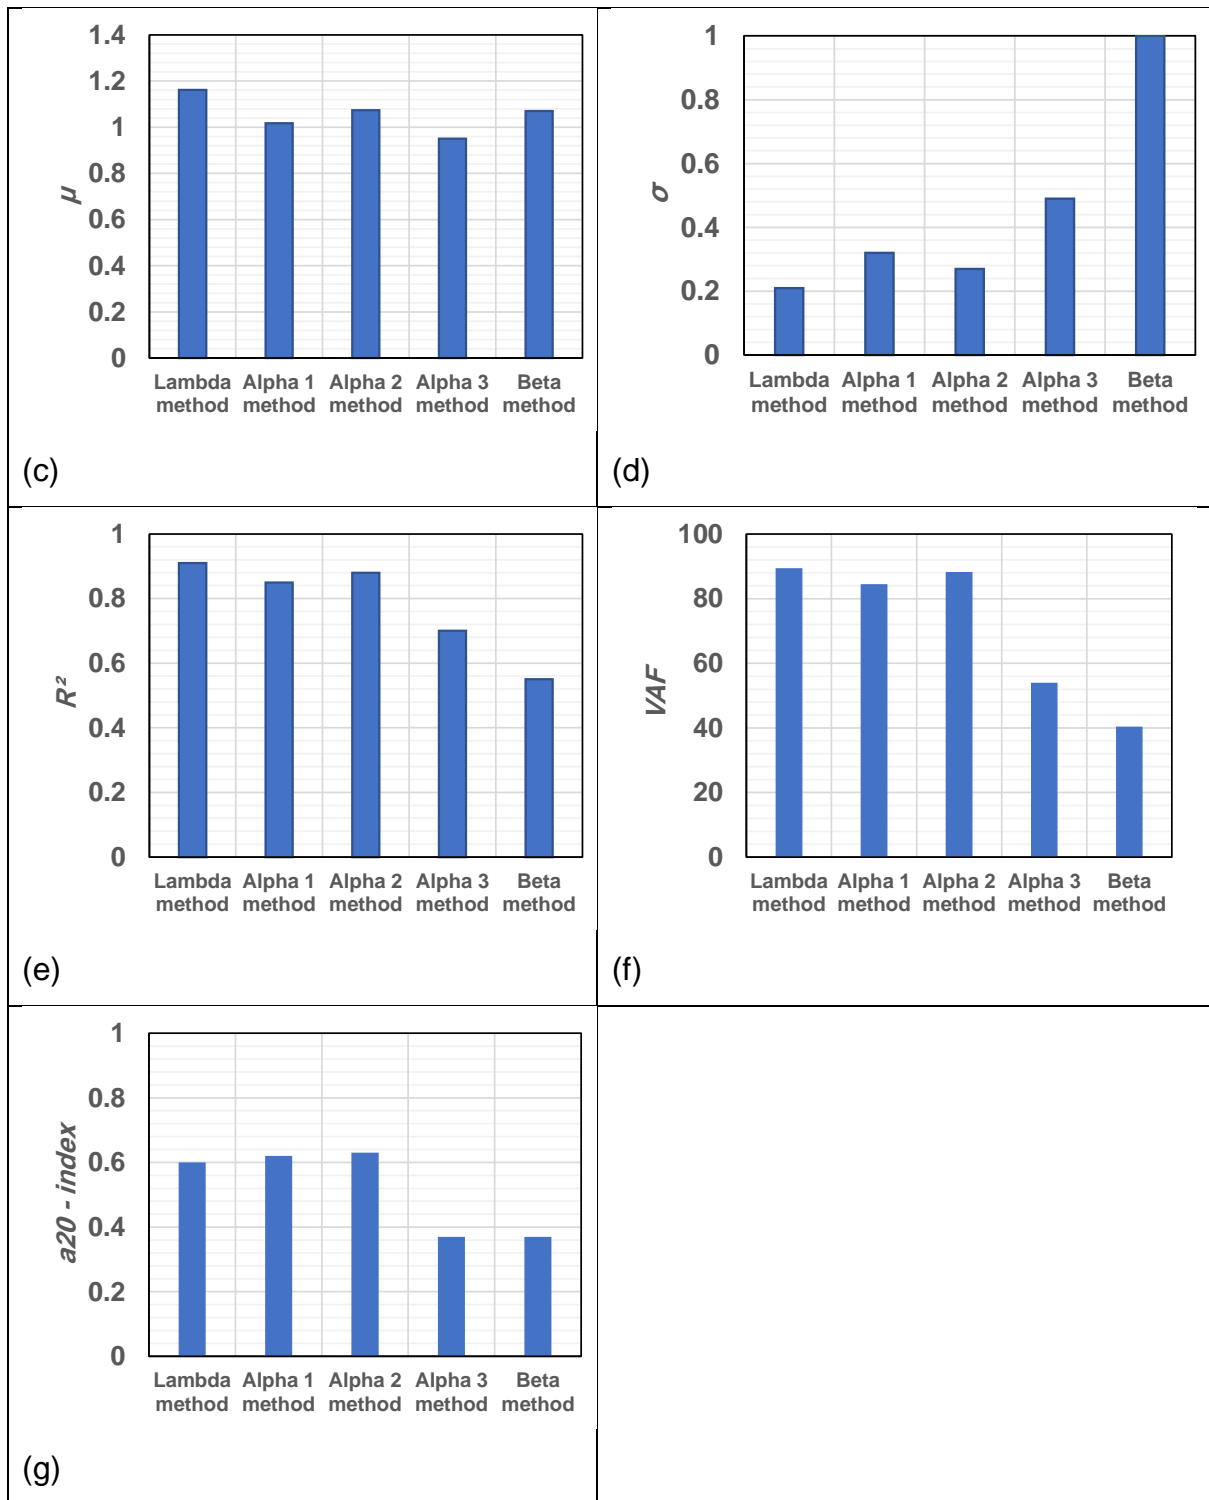 1.4
1.2
1
0.8
0.6
0.4
0.2
0
μ
Lambda Alpha 1 Alpha 2 Alpha 3 Beta
method method method method method
(c)
1
0.8
0.6
0.4
0.2
0
σ
Lambda Alpha 1 Alpha 2 Alpha 3 Beta
method method method method method
(d)
1
0.8
0.6
0.4
0.2
0
R²
Lambda Alpha 1 Alpha 2 Alpha 3 Beta
method method method method method
(e)
100
80
60
40
20
0
VAF
Lambda Alpha 1 Alpha 2 Alpha 3 Beta
method method method method method
(f)
1
0.8
0.6
0.4
0.2
0
a20 - index
Lambda Alpha 1 Alpha 2 Alpha 3 Beta
method method method method method
(g)